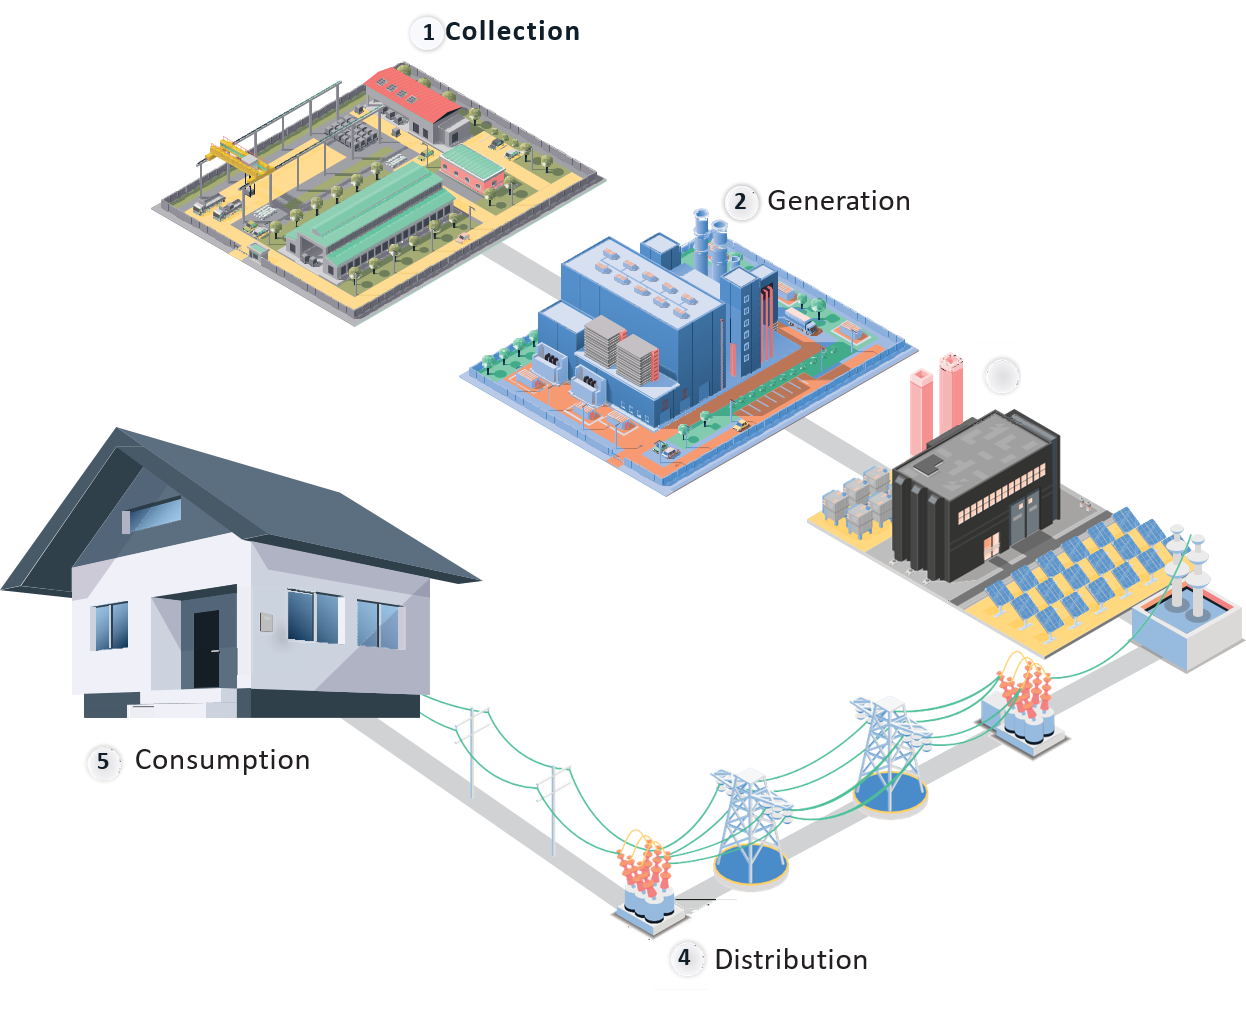 1 Collection
2 Generation
5 Consumption
4 Distribution